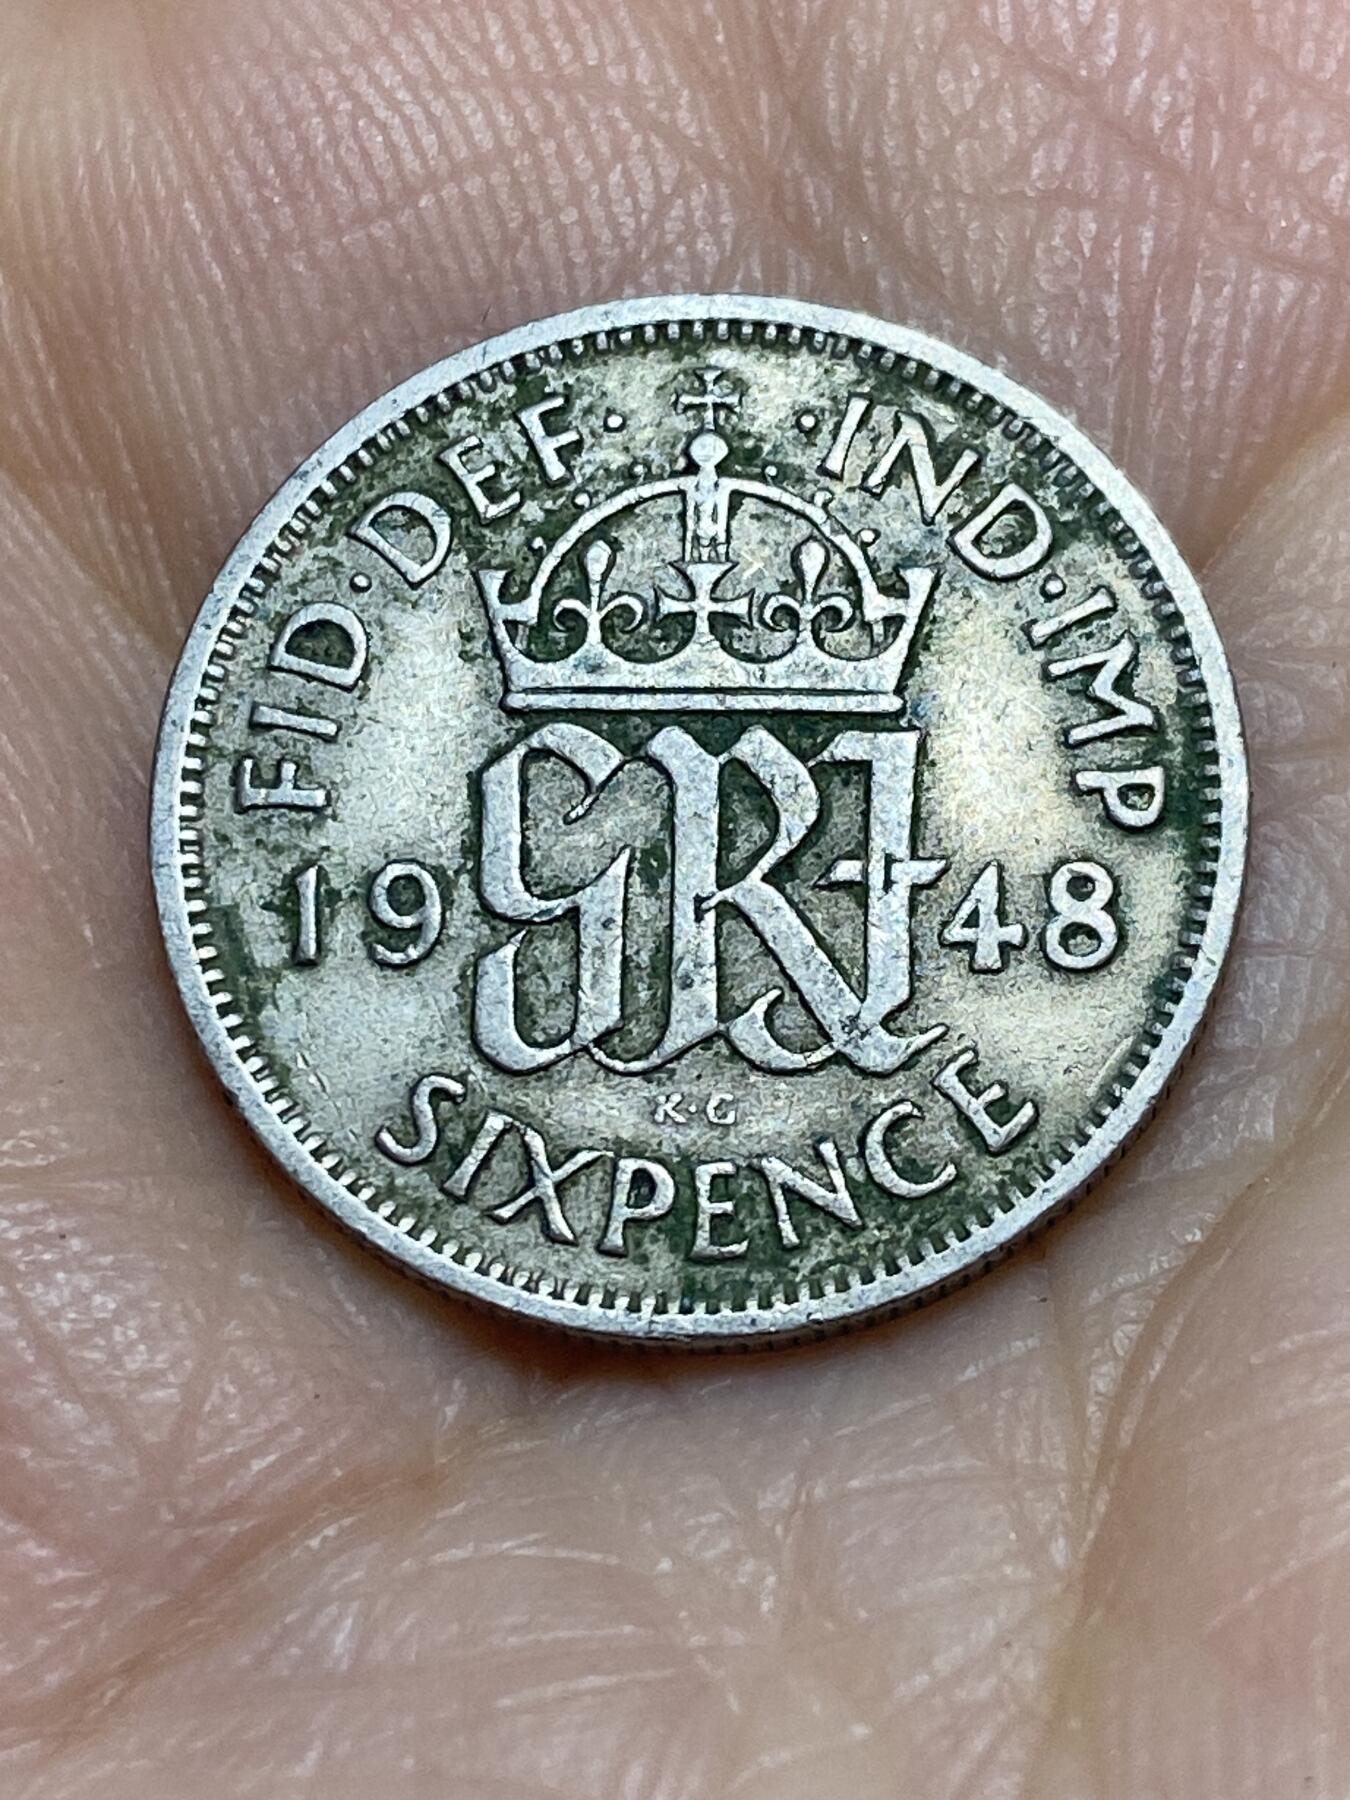 FID·DEF· ·IND·IMP
19 GRI 48
K·G
SIXPENCE